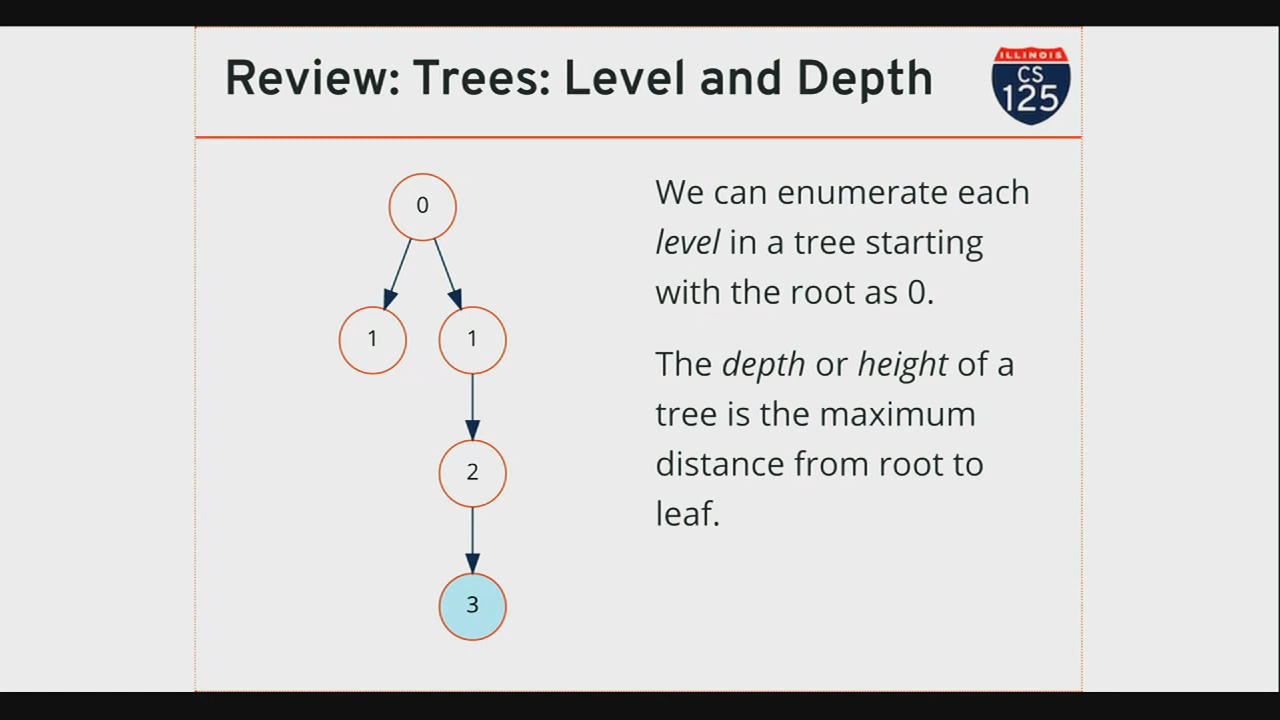 Review: Trees: Level and Depth
ILLINOIS
CS
125
0
1 1
2
3
We can enumerate each
level in a tree starting
with the root as 0.
The depth or height of a
tree is the maximum
distance from root to
leaf.